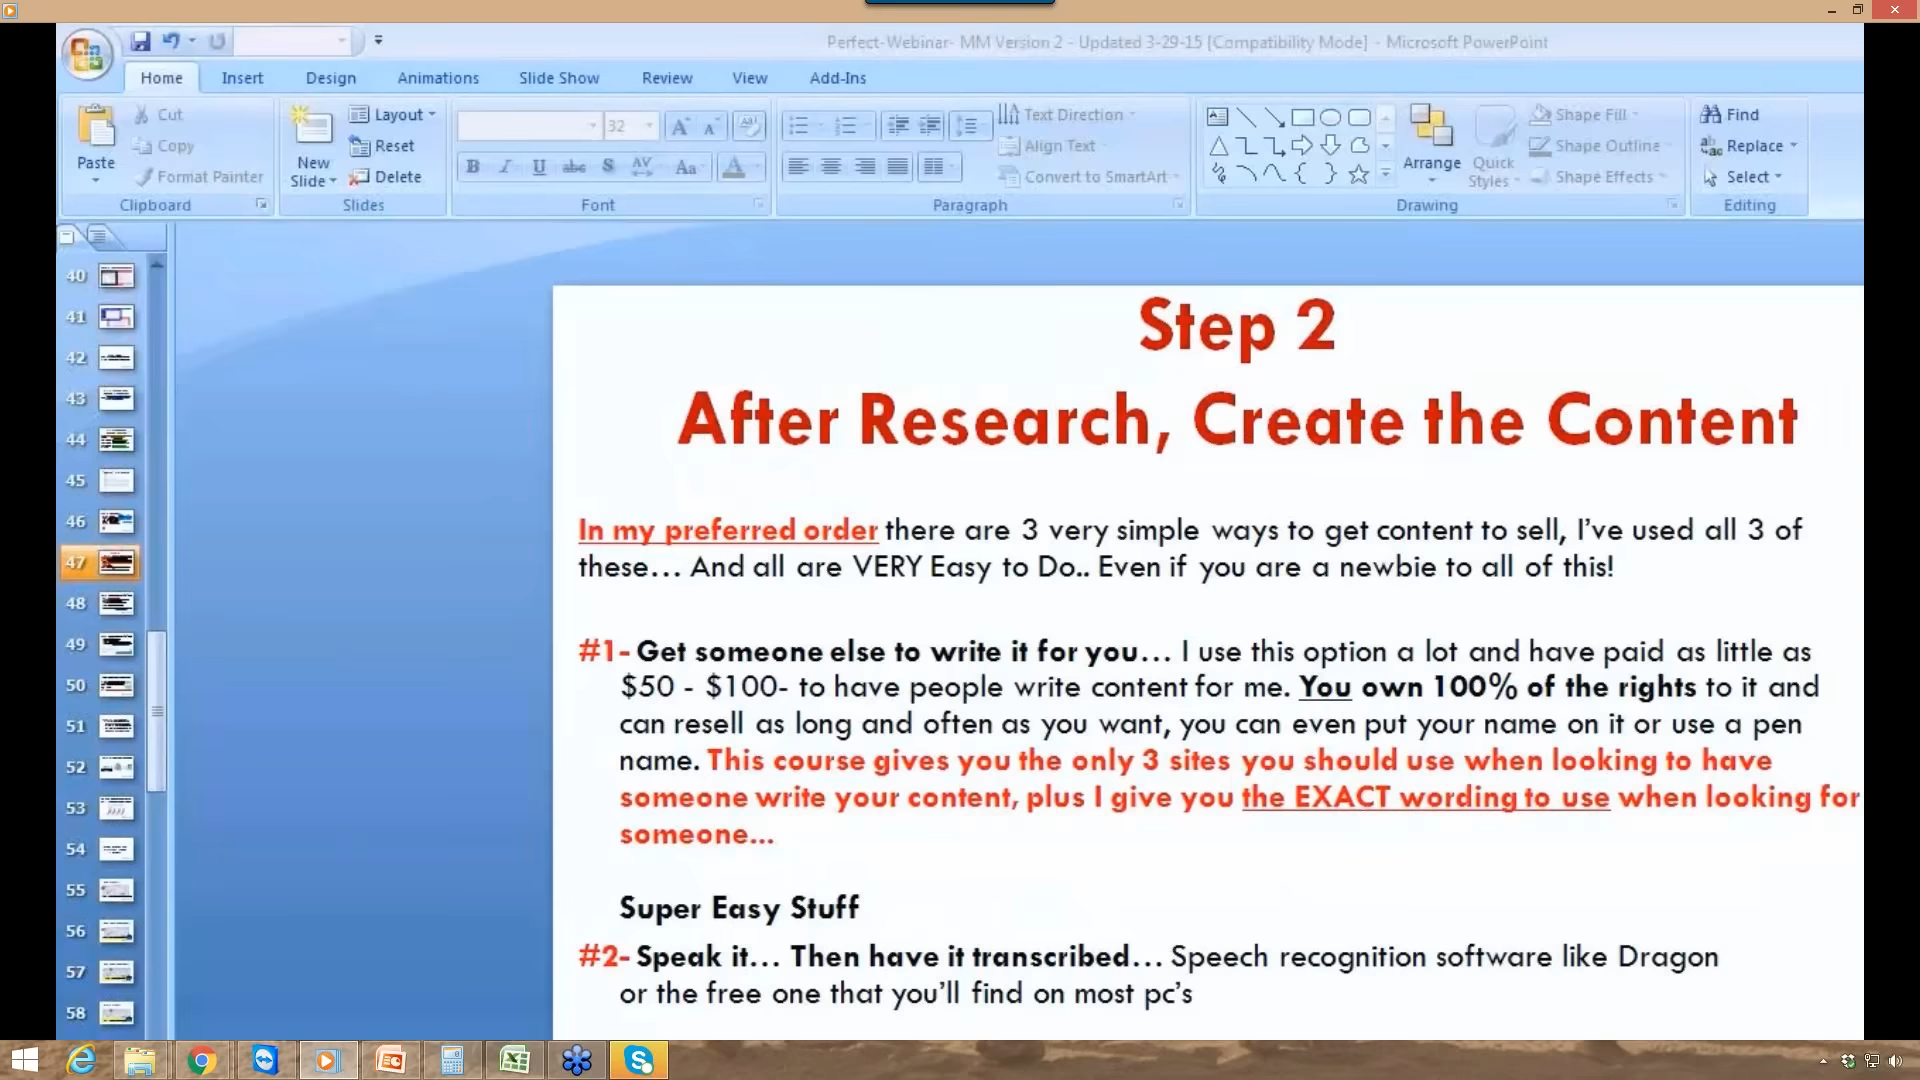 Perfect-Webinar- MM Version 2 - Updated 3-29-15 [Compatibility Mode] - Microsoft PowerPoint
Home Insert Design Animations Slide Show Review View Add-Ins
Cut
Copy
Format Painter
Paste
Clipboard
New Slide
Layout
Reset
Delete
Slides
32
B I U abc S AV Aa A
Font
Text Direction
Align Text
Convert to SmartArt
Paragraph
Arrange
Quick Styles
Shape Fill
Shape Outline
Shape Effects
Drawing
Find
Replace
Select
Editing
40
41
42
43
44
45
46
47
48
49
50
51
52
53
54
55
56
57
58
Step 2
After Research, Create the Content
In my preferred order there are 3 very simple ways to get content to sell, I've used all 3 of
these... And all are VERY Easy to Do.. Even if you are a newbie to all of this!
#1- Get someone else to write it for you... I use this option a lot and have paid as little as
$50 - $100- to have people write content for me. You own 100% of the rights to it and
can resell as long and often as you want, you can even put your name on it or use a pen
name. This course gives you the only 3 sites you should use when looking to have
someone write your content, plus I give you the EXACT wording to use when looking for
someone...
Super Easy Stuff
#2- Speak it... Then have it transcribed... Speech recognition software like Dragon
or the free one that you'll find on most pc's